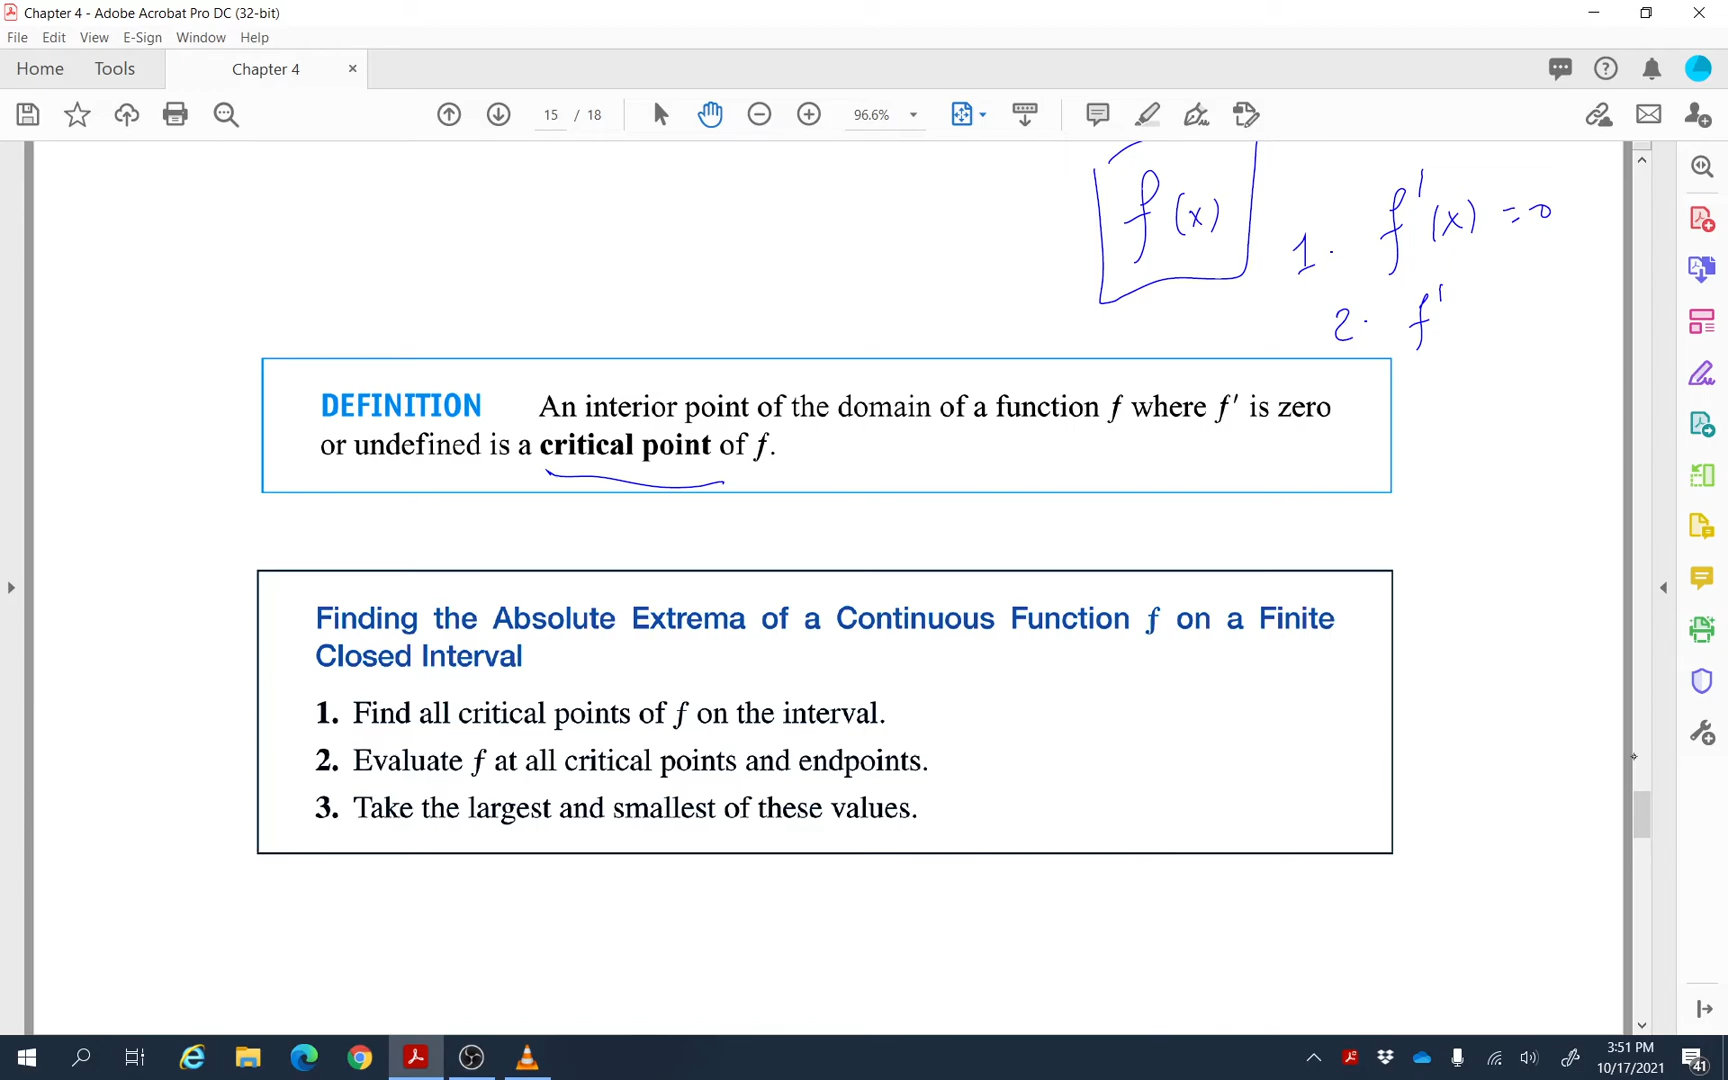 Chapter 4 - Adobe Acrobat Pro DC (32-bit)
File Edit View E-Sign Window Help
Home Tools Chapter 4
15 / 18 96.6%
f(x)
1. f'(x) = 0
2. f'
DEFINITION An interior point of the domain of a function f where f′ is zero
or undefined is a critical point of f.
Finding the Absolute Extrema of a Continuous Function f on a Finite
Closed Interval
1. Find all critical points of f on the interval.
2. Evaluate f at all critical points and endpoints.
3. Take the largest and smallest of these values.
3:51 PM
10/17/2021
41